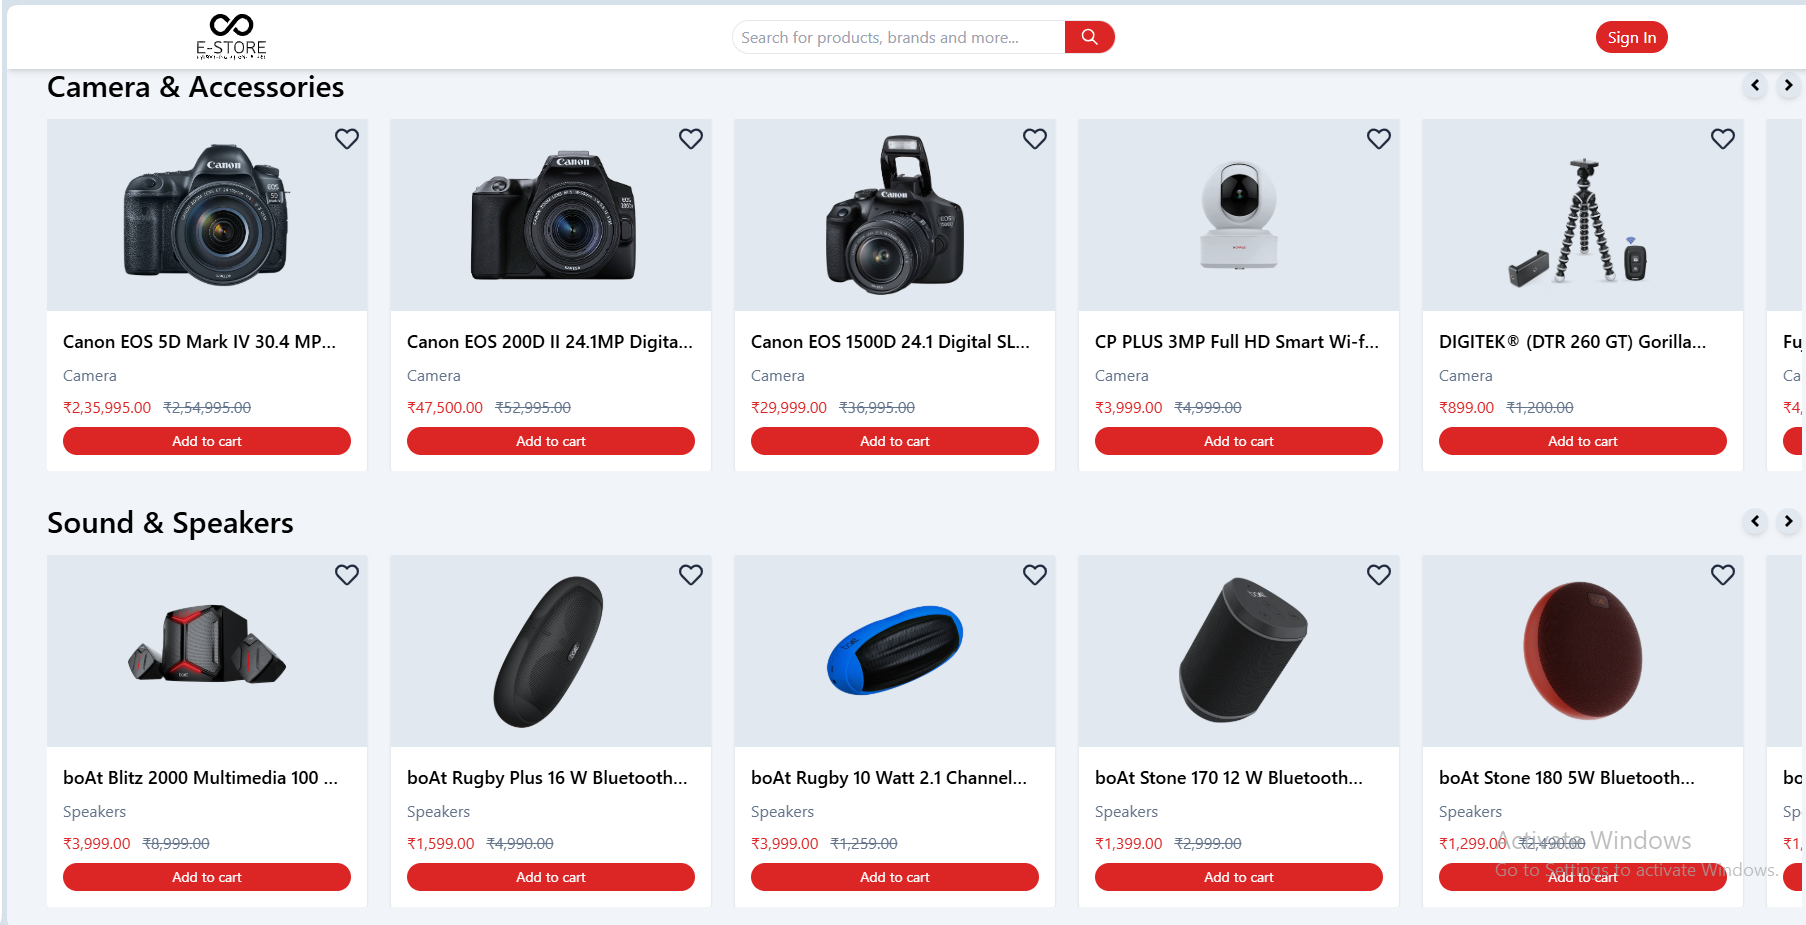 E-STORE
Search for products, brands and more...
Sign In
Camera & Accessories
Canon
Canon
Canon
Canon EOS 5D Mark IV 30.4 MP...
Camera
₹2,35,995.00 ₹2,54,995.00
Add to cart
Canon EOS 200D II 24.1MP Digita...
Camera
₹47,500.00 ₹52,995.00
Add to cart
Canon EOS 1500D 24.1 Digital SL...
Camera
₹29,999.00 ₹36,995.00
Add to cart
CP PLUS 3MP Full HD Smart Wi-f...
Camera
₹3,999.00 ₹4,999.00
Add to cart
DIGITEK® (DTR 260 GT) Gorilla...
Camera
₹899.00 ₹1,200.00
Add to cart
Fu
Ca
₹4,
Sound & Speakers
boAt Blitz 2000 Multimedia 100 ...
Speakers
₹3,999.00 ₹8,999.00
Add to cart
boAt Rugby Plus 16 W Bluetooth...
Speakers
₹1,599.00 ₹4,990.00
Add to cart
boAt Rugby 10 Watt 2.1 Channel...
Speakers
₹3,999.00 ₹1,259.00
Add to cart
boAt Stone 170 12 W Bluetooth...
Speakers
₹1,399.00 ₹2,999.00
Add to cart
boAt Stone 180 5W Bluetooth...
Speakers
₹1,299.00 ₹2,490.00
Add to cart
bo
Sp
₹1,
Activate Windows
Go to Settings to activate Windows.